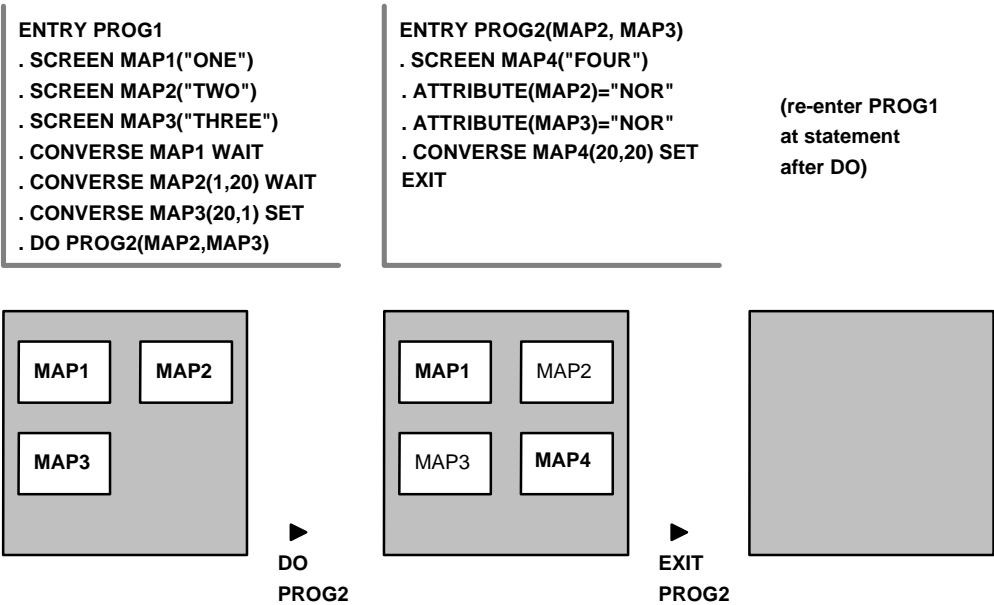 ENTRY PROG1
. SCREEN MAP1("ONE")
. SCREEN MAP2("TWO")
. SCREEN MAP3("THREE")
. CONVERSE MAP1 WAIT
. CONVERSE MAP2(1,20) WAIT
. CONVERSE MAP3(20,1) SET
. DO PROG2(MAP2,MAP3)
ENTRY PROG2(MAP2, MAP3)
. SCREEN MAP4("FOUR")
. ATTRIBUTE(MAP2)="NOR"
. ATTRIBUTE(MAP3)="NOR"
. CONVERSE MAP4(20,20) SET
EXIT
(re-enter PROG1
at statement
after DO)
MAP1 MAP2
MAP3
DO
PROG2
MAP1 MAP2
MAP3 MAP4
EXIT
PROG2